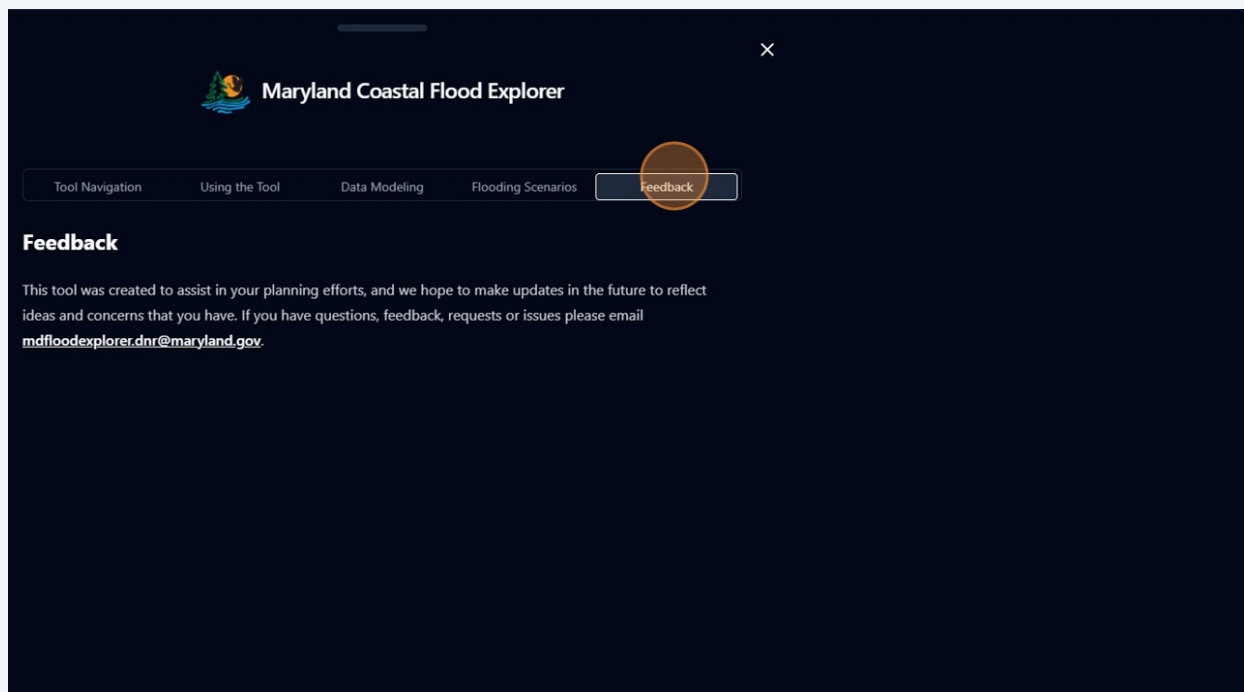 Maryland Coastal Flood Explorer
Tool Navigation Using the Tool Data Modeling Flooding Scenarios Feedback
Feedback
This tool was created to assist in your planning efforts, and we hope to make updates in the future to reflect
ideas and concerns that you have. If you have questions, feedback, requests or issues please email
mdfloodexplorer.dnr@maryland.gov.